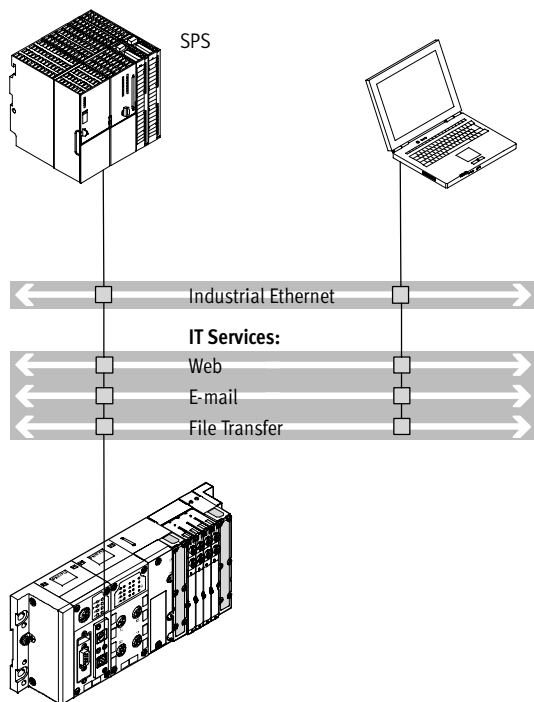 SPS
Industrial Ethernet
IT Services:
Web
E-mail
File Transfer